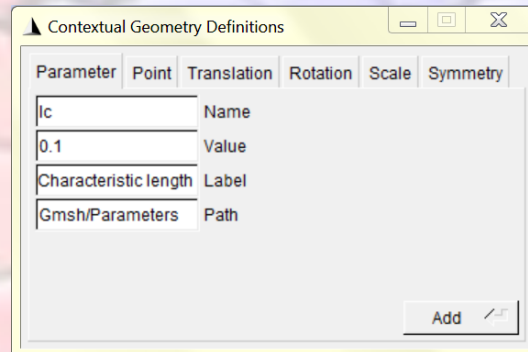 Contextual Geometry Definitions
Parameter Point Translation Rotation Scale Symmetry
lc Name
0.1 Value
Characteristic length Label
Gmsh/Parameters Path
Add